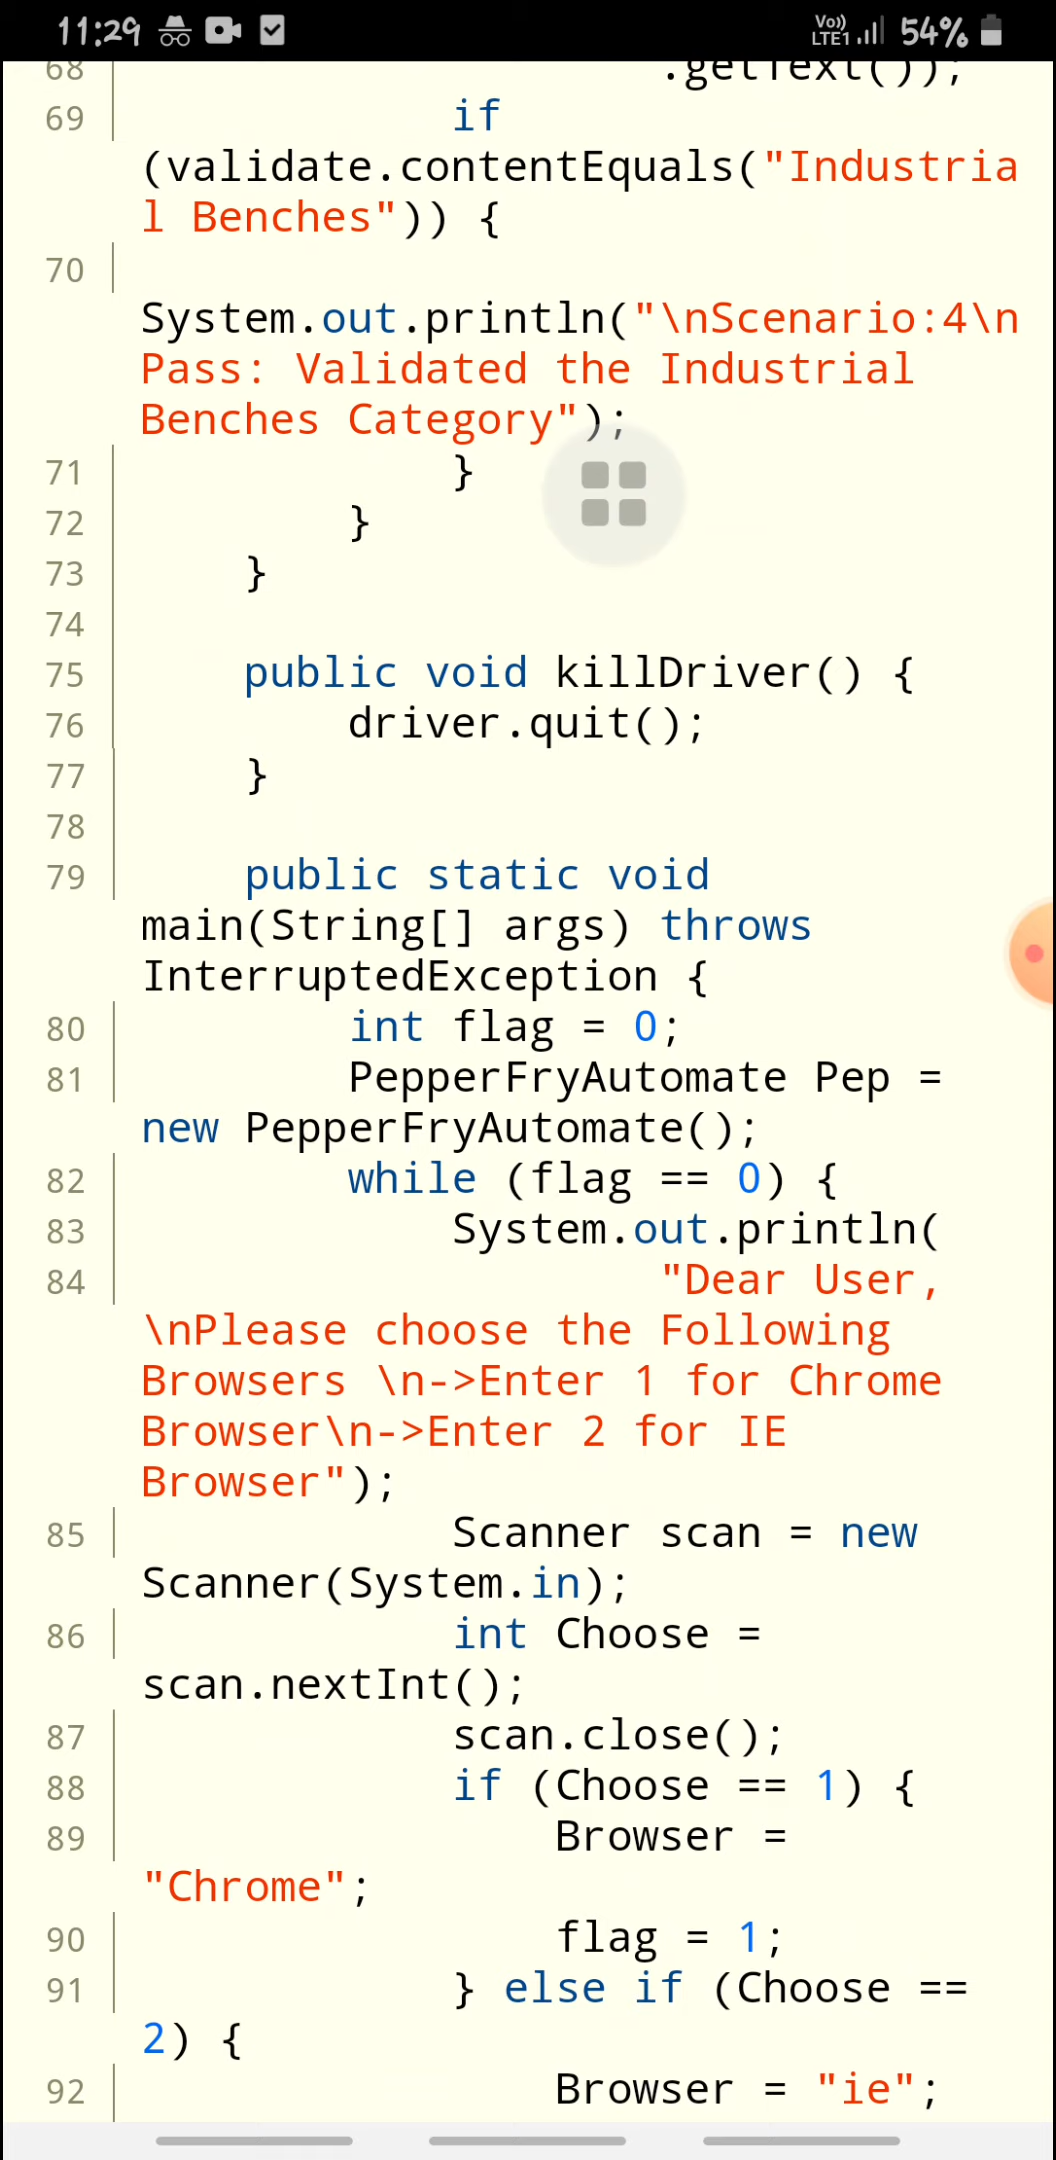 11:29 Vo)) LTE1 54%
68 .getText());
69 if
(validate.contentEquals("Industria
l Benches")) {
70
System.out.println("\nScenario:4\n
Pass: Validated the Industrial
Benches Category");
71 }
72 }
73 }
74
75 public void killDriver() {
76 driver.quit();
77 }
78
79 public static void
main(String[] args) throws
InterruptedException {
80 int flag = 0;
81 PepperFryAutomate Pep =
new PepperFryAutomate();
82 while (flag == 0) {
83 System.out.println(
84 "Dear User,
\nPlease choose the Following
Browsers \n->Enter 1 for Chrome
Browser\n->Enter 2 for IE
Browser");
85 Scanner scan = new
Scanner(System.in);
86 int Choose =
scan.nextInt();
87 scan.close();
88 if (Choose == 1) {
89 Browser =
"Chrome";
90 flag = 1;
91 } else if (Choose ==
2) {
92 Browser = "ie";